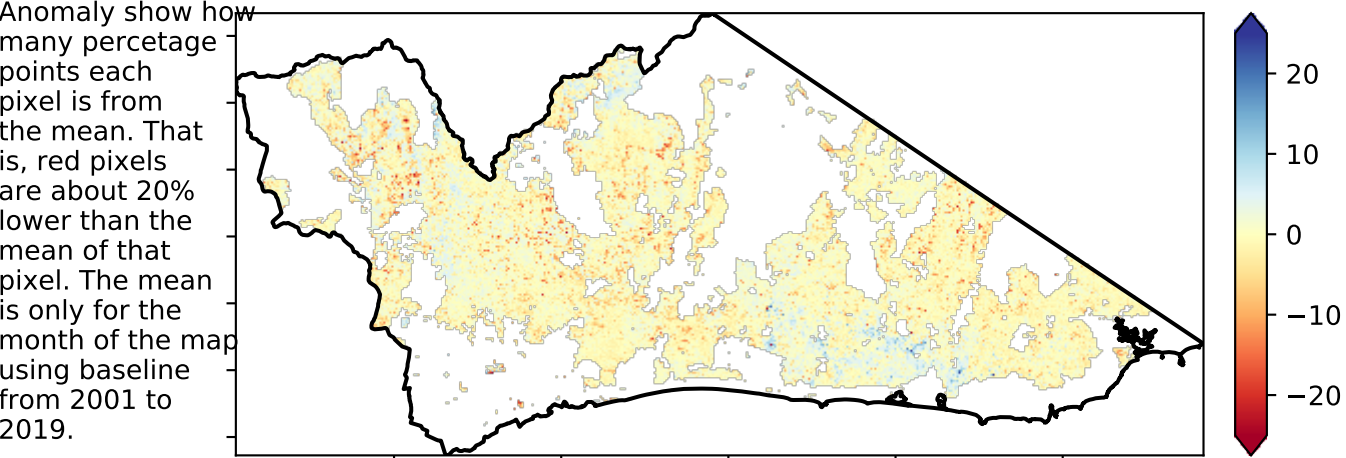 Anomaly show how
many percetage
points each
pixel is from
the mean. That
is, red pixels
are about 20%
lower than the
mean of that
pixel. The mean
is only for the
month of the map
using baseline
from 2001 to
2019.
20
10
0
−10
−20